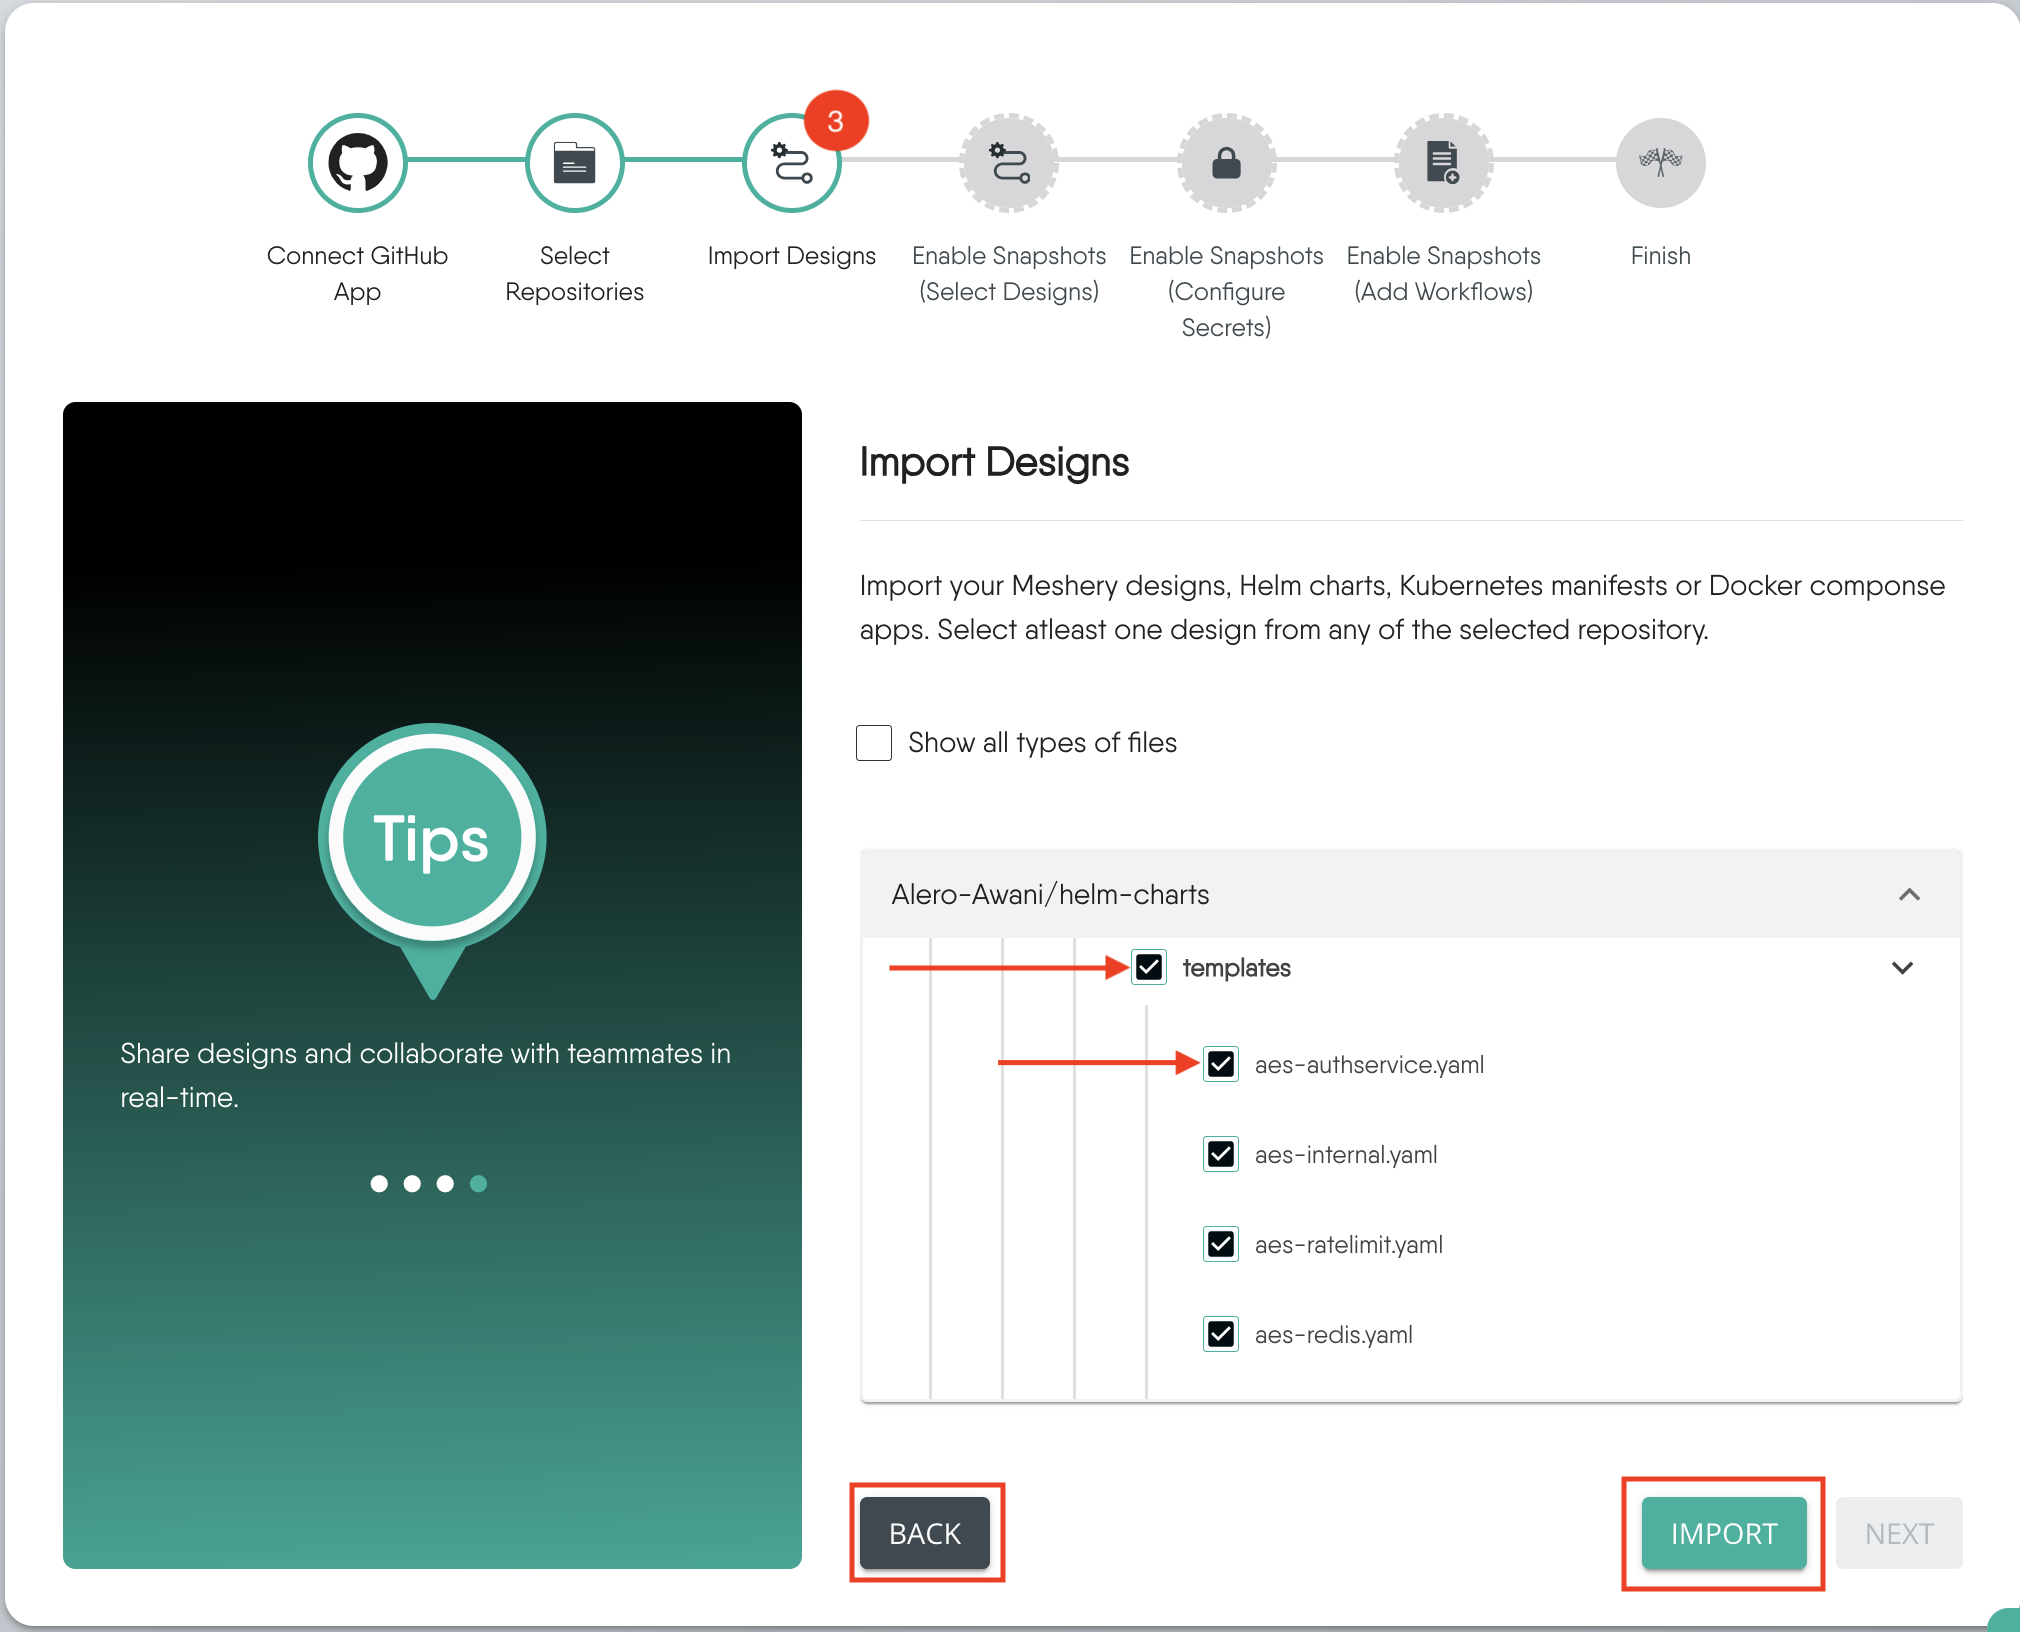 3
Connect GitHub
App
Select
Repositories
Import Designs
Enable Snapshots
(Select Designs)
Enable Snapshots
(Configure
Secrets)
Enable Snapshots
(Add Workflows)
Finish
Tips
Share designs and collaborate with teammates in
real-time.
Import Designs
Import your Meshery designs, Helm charts, Kubernetes manifests or Docker componse
apps. Select atleast one design from any of the selected repository.
Show all types of files
Alero-Awani/helm-charts
templates
aes-authservice.yaml
aes-internal.yaml
aes-ratelimit.yaml
aes-redis.yaml
BACK
IMPORT
NEXT